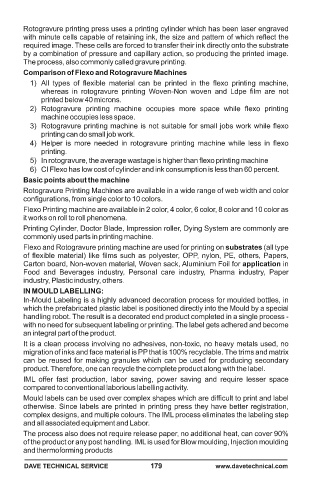 Rotogravure printing press uses a printing cylinder which has been laser engraved
with minute cells capable of retaining ink, the size and pattern of which reflect the
required image. These cells are forced to transfer their ink directly onto the substrate
by a combination of pressure and capillary action, so producing the printed image.
The process, also commonly called gravure printing.
Comparison of Flexo and Rotogravure Machines
1) All types of flexible material can be printed in the flexo printing machine,
whereas in rotogravure printing Woven-Non woven and Ldpe film are not
printed below 40 microns.
2) Rotogravure printing machine occupies more space while flexo printing
machine occupies less space.
3) Rotogravure printing machine is not suitable for small jobs work while flexo
printing can do small job work.
4) Helper is more needed in rotogravure printing machine while less in flexo
printing.
5) In rotogravure, the average wastage is higher than flexo printing machine
6) CI Flexo has low cost of cylinder and ink consumption is less than 60 percent.
Basic points about the machine
Rotogravure Printing Machines are available in a wide range of web width and color
configurations, from single color to 10 colors.
Flexo Printing machine are available in 2 color, 4 color, 6 color, 8 color and 10 color as
it works on roll to roll phenomena.
Printing Cylinder, Doctor Blade, Impression roller, Dying System are commonly are
commonly used parts in printing machine.
Flexo and Rotogravure printing machine are used for printing on substrates (all type
of flexible material) like films such as polyester, OPP, nylon, PE, others, Papers,
Carton board, Non-woven material, Woven sack, Aluminium Foil for application in
Food and Beverages industry, Personal care industry, Pharma industry, Paper
industry, Plastic industry, others.
IN MOULD LABELLING:
In-Mould Labeling is a highly advanced decoration process for moulded bottles, in
which the prefabricated plastic label is positioned directly into the Mould by a special
handling robot. The result is a decorated end product completed in a single process -
with no need for subsequent labeling or printing. The label gets adhered and become
an integral part of the product.
It is a clean process involving no adhesives, non-toxic, no heavy metals used, no
migration of inks and face material is PP that is 100% recyclable. The trims and matrix
can be reused for making granules which can be used for producing secondary
product. Therefore, one can recycle the complete product along with the label.
IML offer fast production, labor saving, power saving and require lesser space
compared to conventional laborious labelling activity.
Mould labels can be used over complex shapes which are difficult to print and label
otherwise. Since labels are printed in printing press they have better registration,
complex designs, and multiple colours. The IML process eliminates the labeling step
and all associated equipment and Labor.
The process also does not require release paper, no additional heat, can cover 90%
of the product or any post handling. IML is used for Blow moulding, Injection moulding
and thermoforming products
DAVE TECHNICAL SERVICE 179 www.davetechnical.com